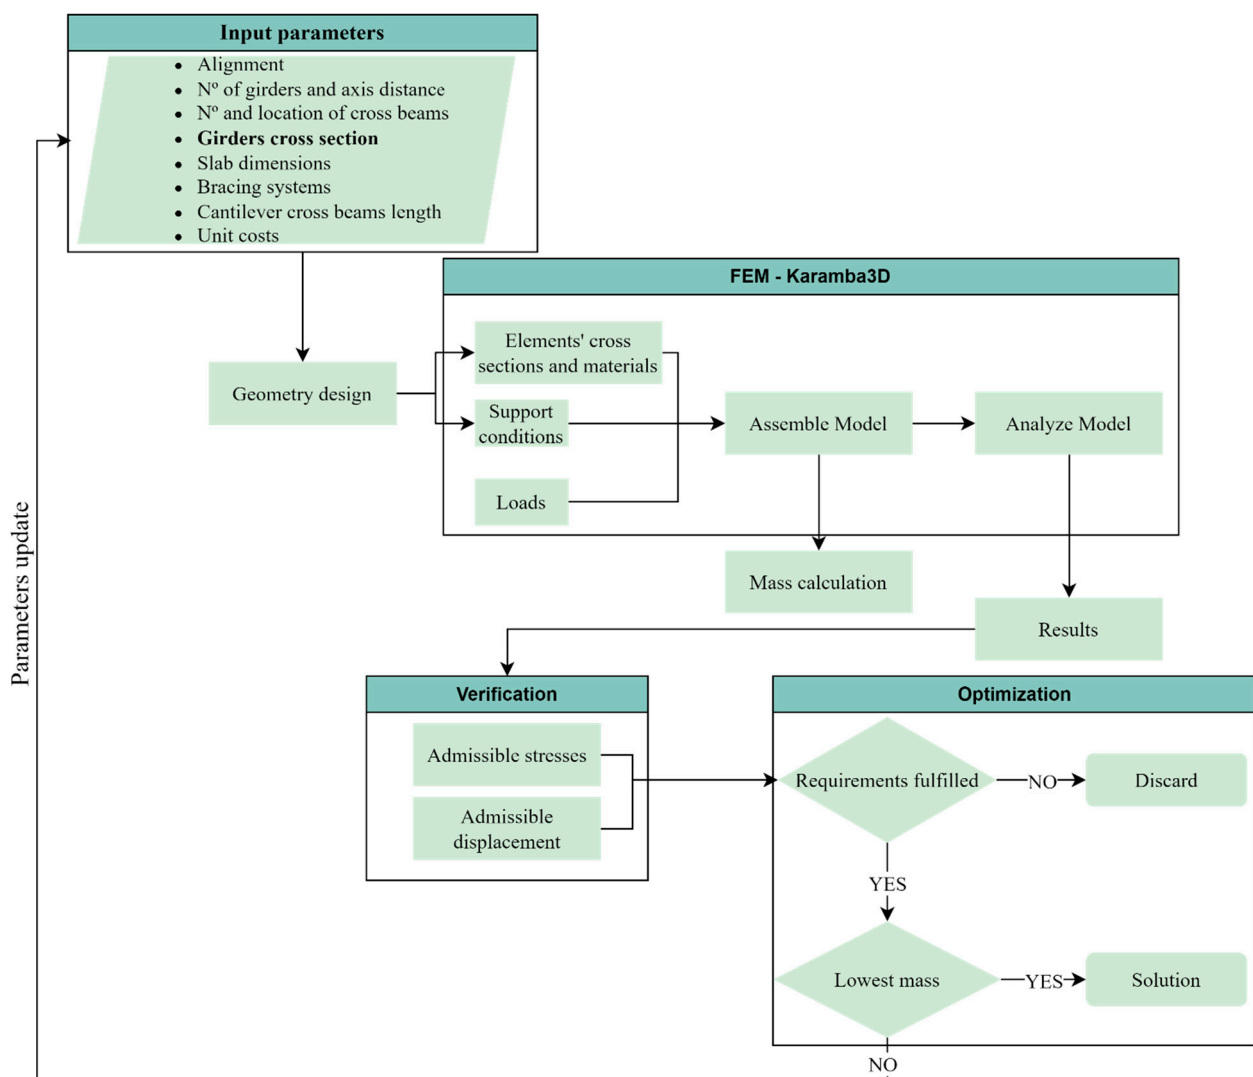 Input parameters
• Alignment
• Nº of girders and axis distance
• Nº and location of cross beams
• Girders cross section
• Slab dimensions
• Bracing systems
• Cantilever cross beams length
• Unit costs
FEM - Karamba3D
Geometry design
Elements' cross
sections and materials
Support
conditions
Loads
Assemble Model
Analyze Model
Mass calculation
Results
Parameters update
Verification
Admissible stresses
Admissible
displacement
Optimization
Requirements fulfilled
NO
Discard
YES
Lowest mass
YES
Solution
NO